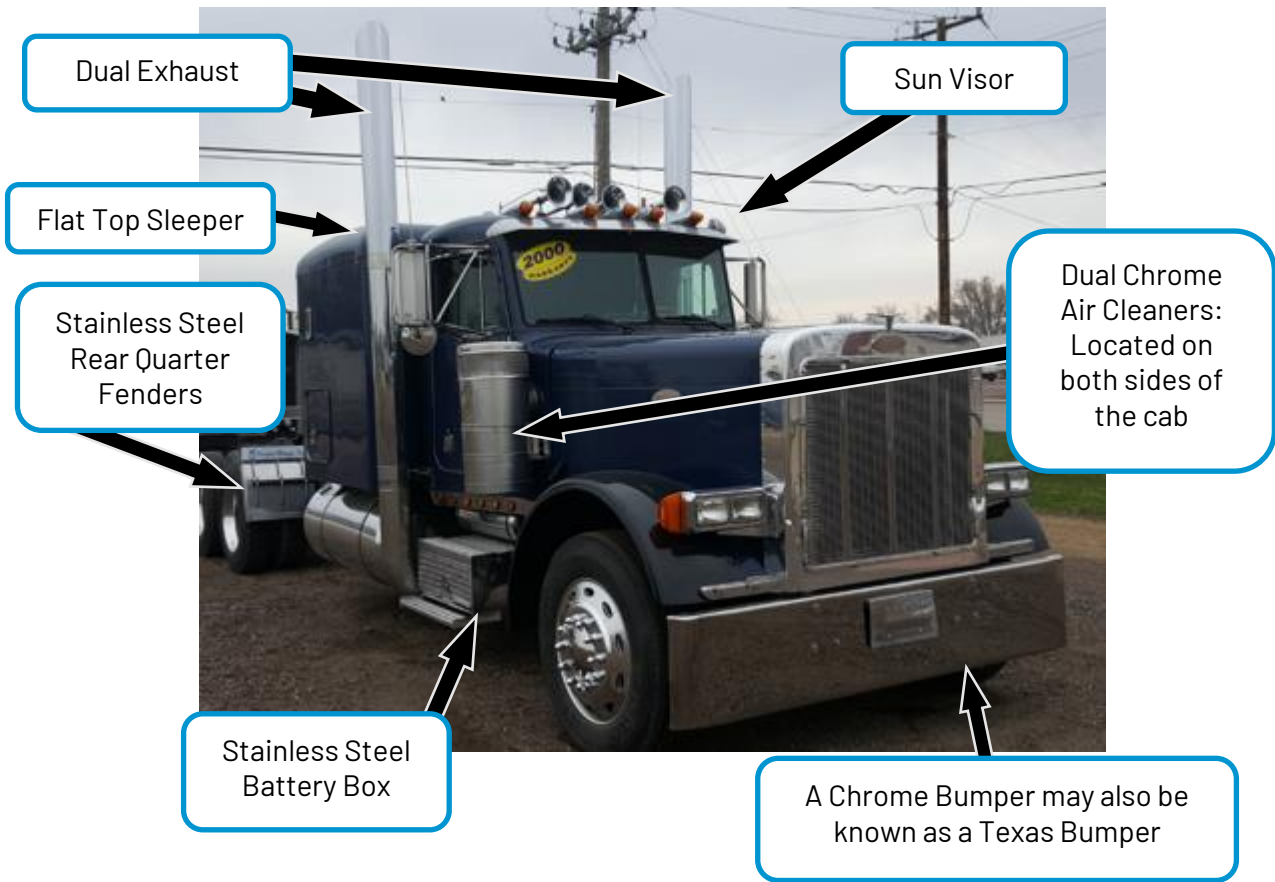 Dual Exhaust
Sun Visor
Flat Top Sleeper
2000
WARRANTY
Dual Chrome
Air Cleaners:
Located on
both sides of
the cab
Stainless Steel
Rear Quarter
Fenders
Stainless Steel
Battery Box
A Chrome Bumper may also be
known as a Texas Bumper